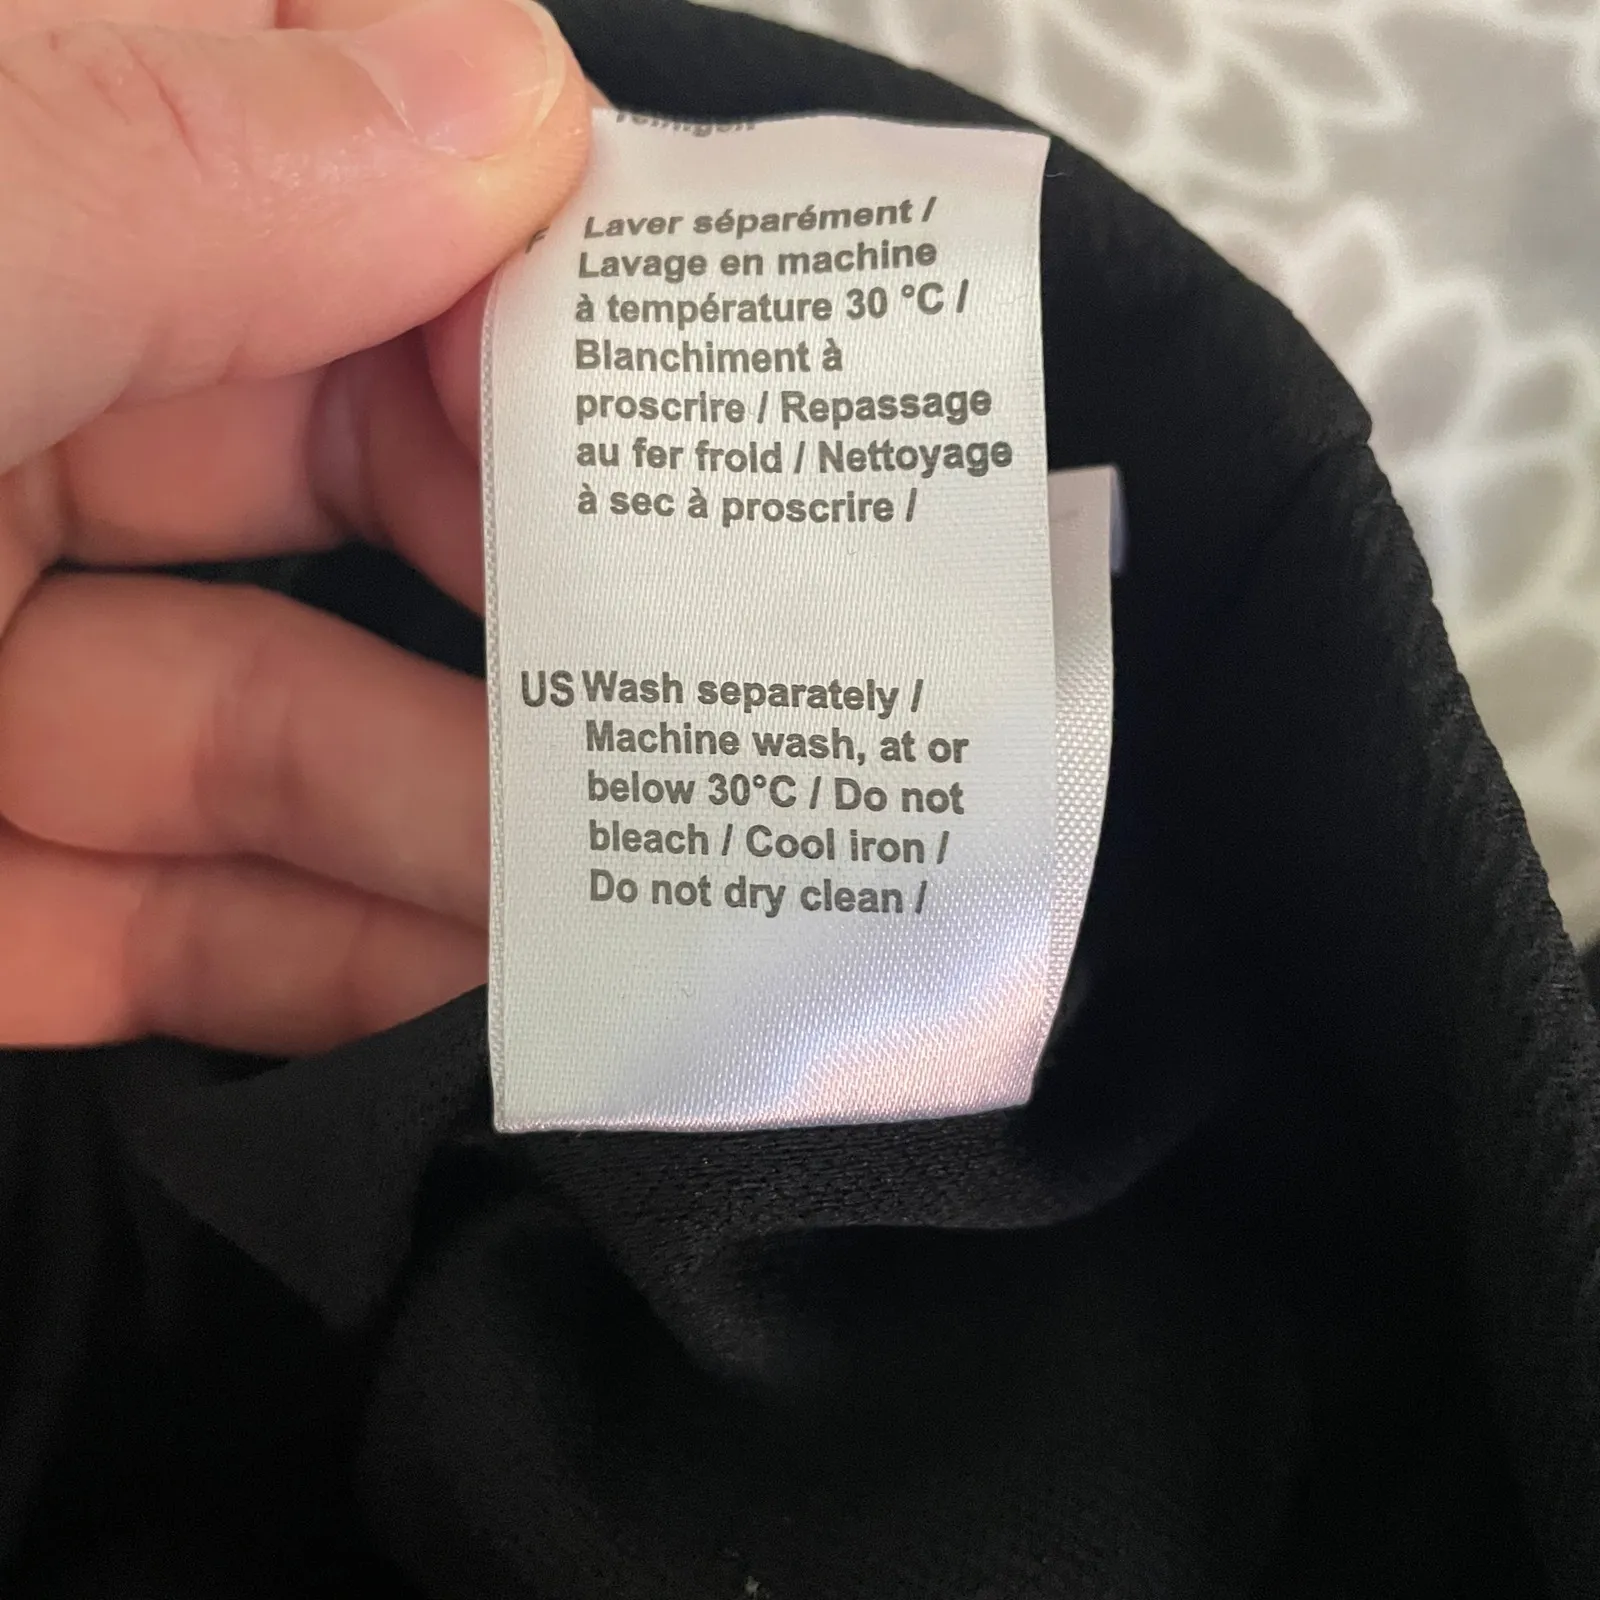 F Laver séparément /
Lavage en machine
à température 30 °C /
Blanchiment à
proscrire / Repassage
au fer froid / Nettoyage
à sec à proscrire /
US Wash separately /
Machine wash, at or
below 30°C / Do not
bleach / Cool iron /
Do not dry clean /